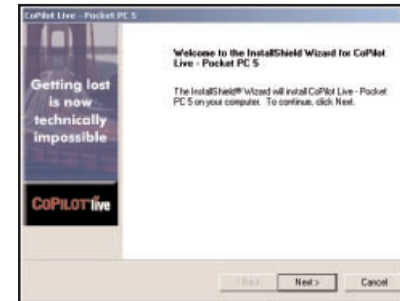 CoPilot Live - Pocket PC 5
Getting lost
is now
technically
impossible
COPILOT live
Welcome to the InstallShield Wizard for CoPilot
Live - Pocket PC 5
The InstallShield® Wizard will install CoPilot Live - Pocket
PC 5 on your computer. To continue, click Next.
< Back Next > Cancel